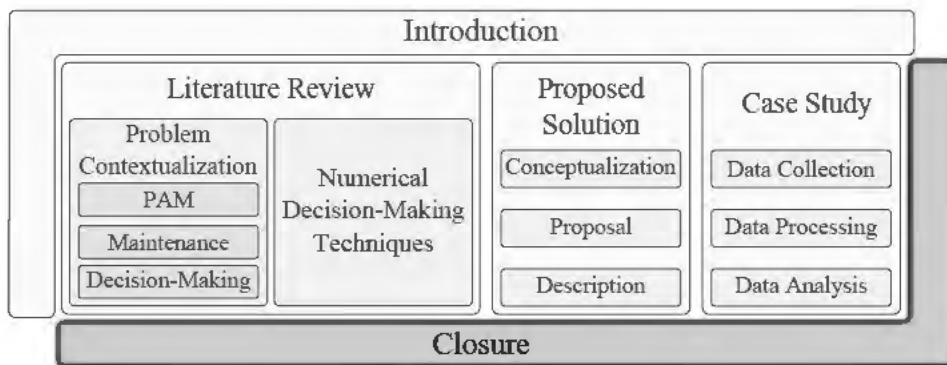 Introduction
Literature Review
Problem
Contextualization
PAM
Maintenance
Decision-Making
Numerical
Decision-Making
Techniques
Proposed
Solution
Conceptualization
Proposal
Description
Case Study
Data Collection
Data Processing
Data Analysis
Closure